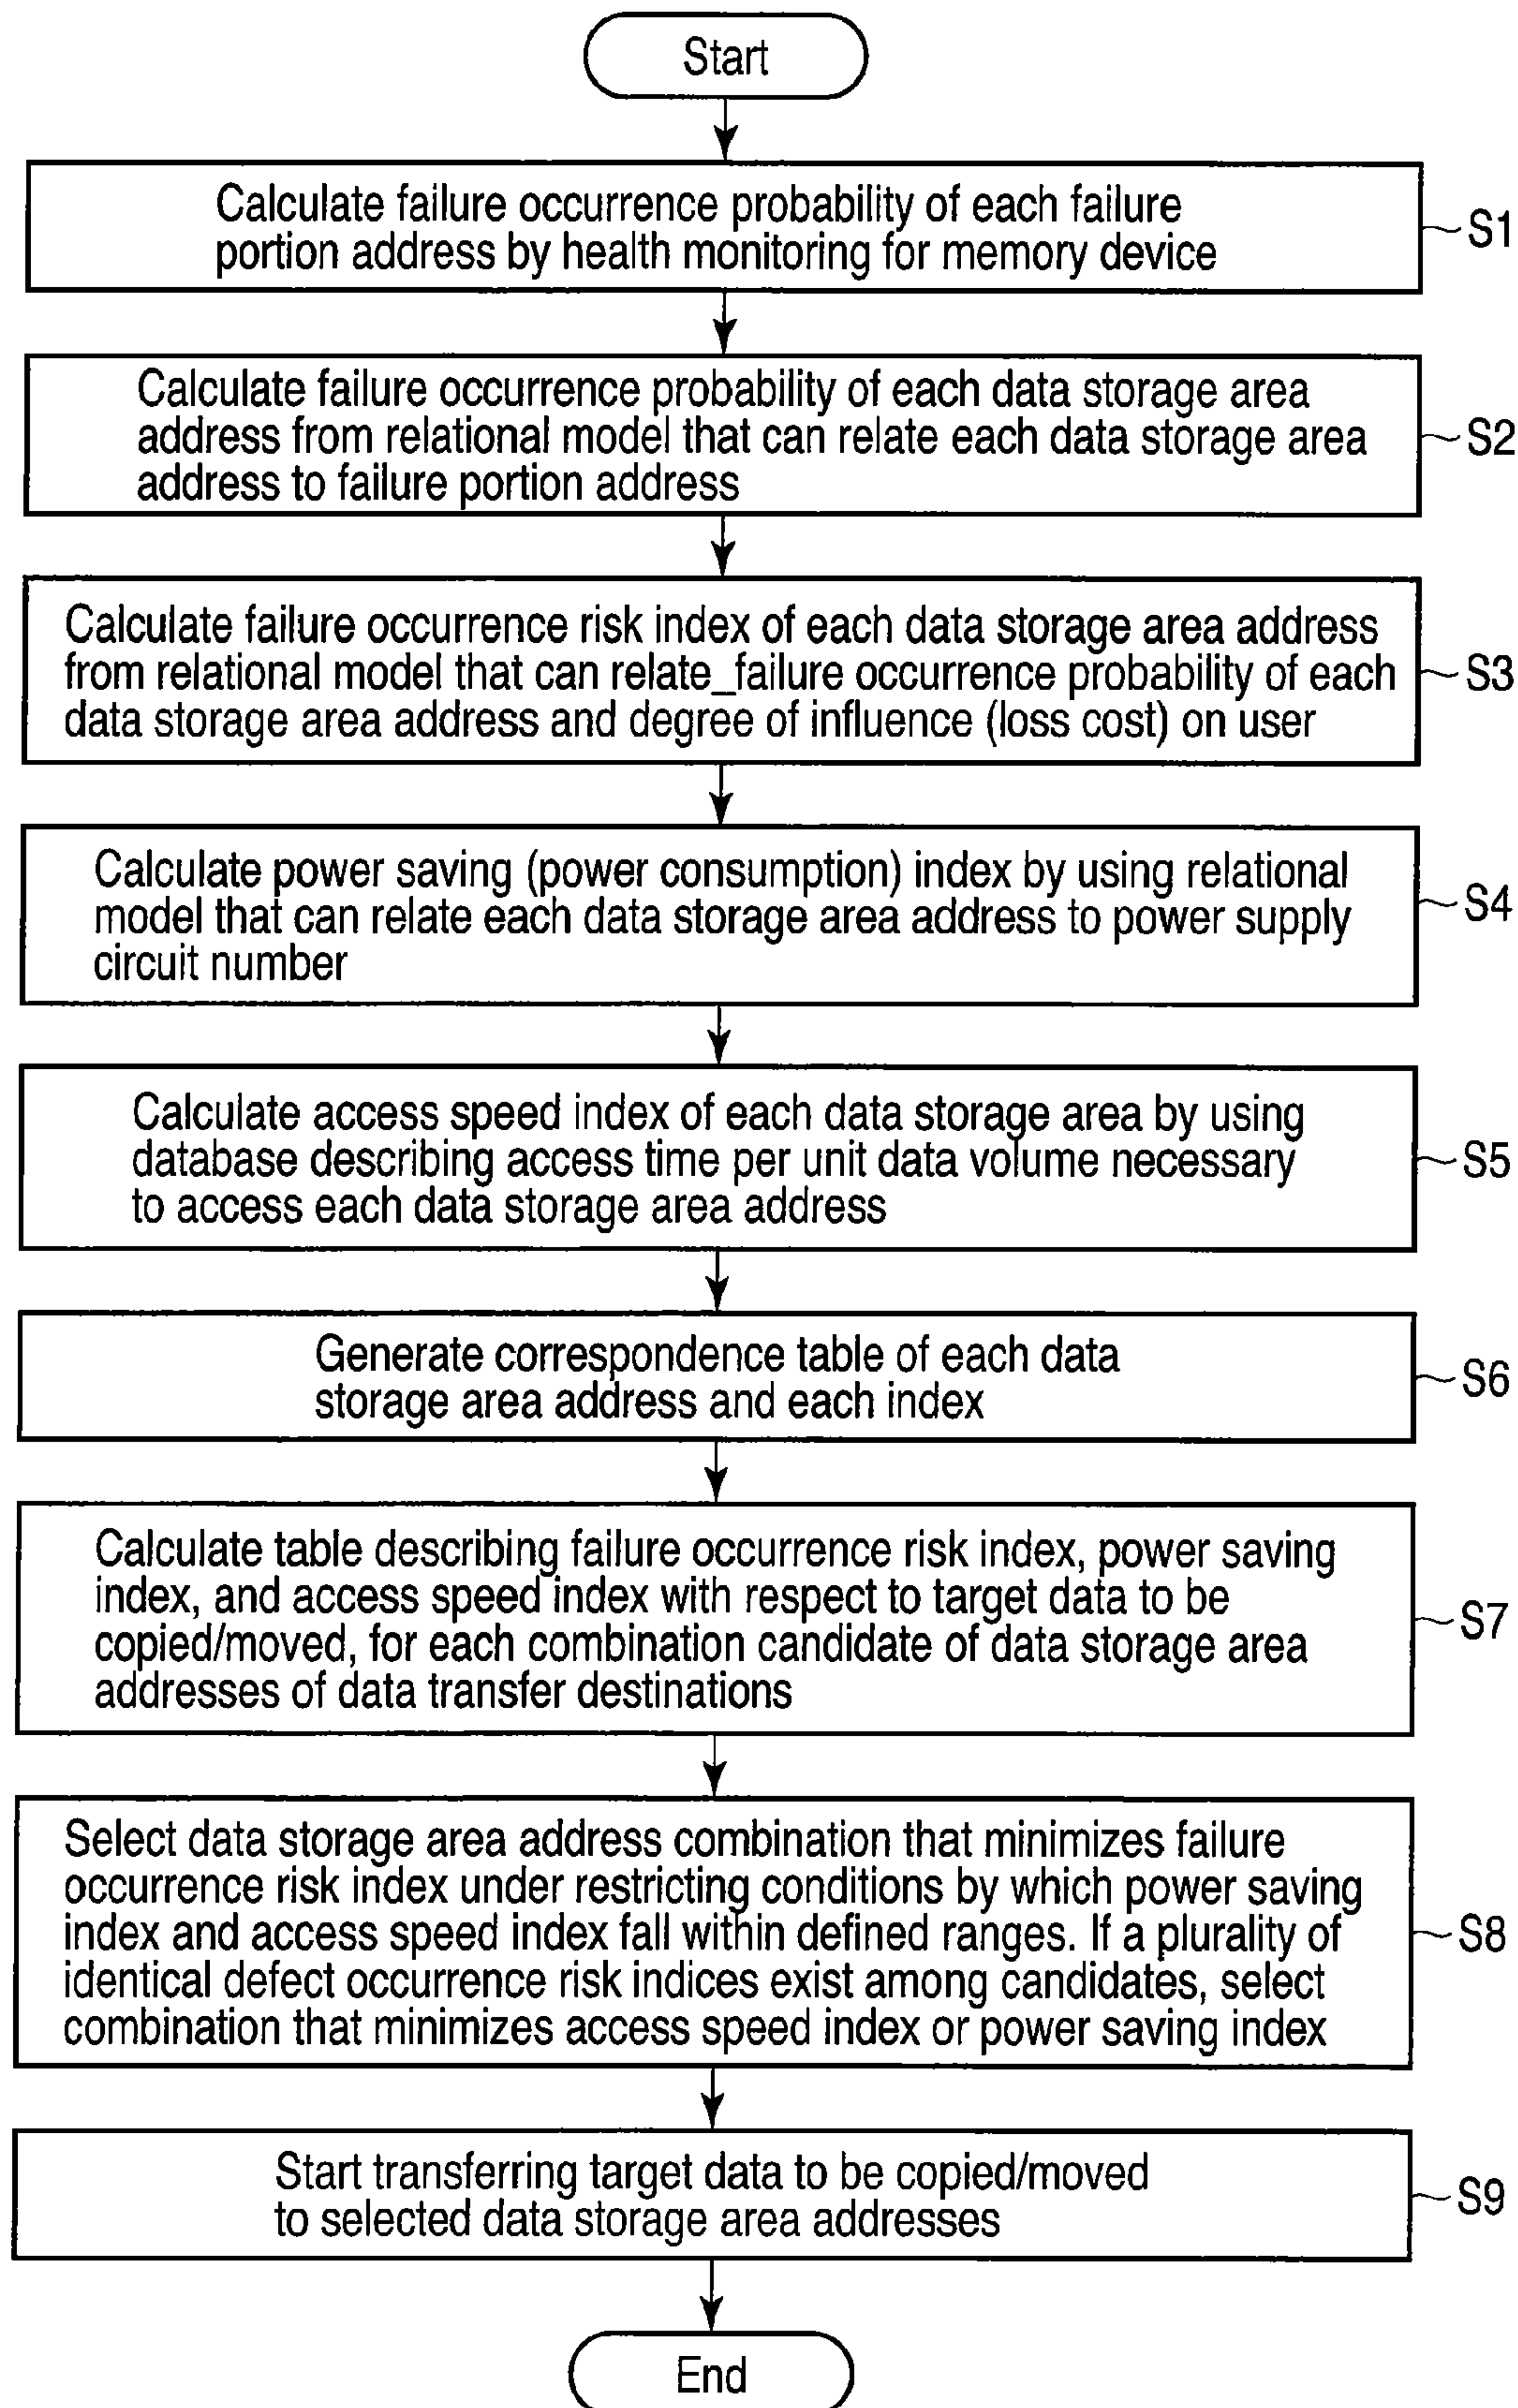 Start
Calculate failure occurrence probability of each failure
portion address by health monitoring for memory device
S1
Calculate failure occurrence probability of each data storage area
address from relational model that can relate each data storage area
address to failure portion address
S2
Calculate failure occurrence risk index of each data storage area address
from relational model that can relate_failure occurrence probability of each
data storage area address and degree of influence (loss cost) on user
S3
Calculate power saving (power consumption) index by using relational
model that can relate each data storage area address to power supply
circuit number
S4
Calculate access speed index of each data storage area by using
database describing access time per unit data volume necessary
to access each data storage area address
S5
Generate correspondence table of each data
storage area address and each index
S6
Calculate table describing failure occurrence risk index, power saving
index, and access speed index with respect to target data to be
copied/moved, for each combination candidate of data storage area
addresses of data transfer destinations
S7
Select data storage area address combination that minimizes failure
occurrence risk index under restricting conditions by which power saving
index and access speed index fall within defined ranges. If a plurality of
identical defect occurrence risk indices exist among candidates, select
combination that minimizes access speed index or power saving index
S8
Start transferring target data to be copied/moved
to selected data storage area addresses
S9
End